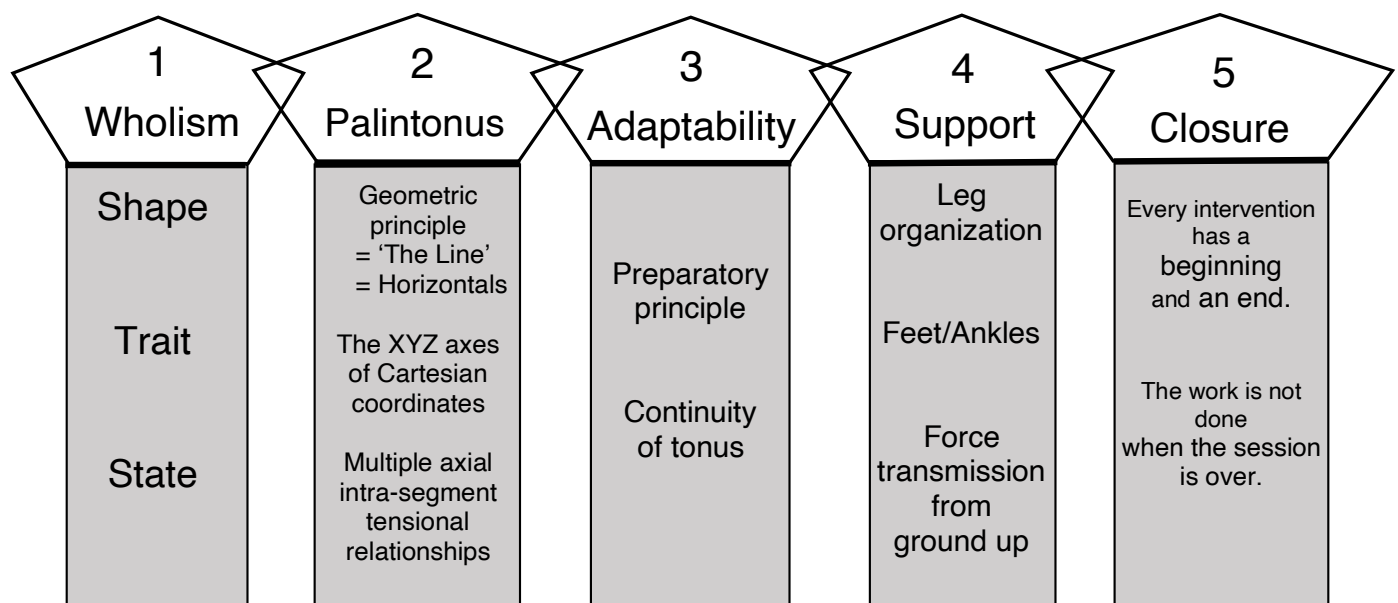 1
Wholism
Shape
Trait
State
2
Palintonus
Geometric
principle
= ‘The Line’
= Horizontals
The XYZ axes
of Cartesian
coordinates
Multiple axial
intra-segment
tensional
relationships
3
Adaptability
Preparatory
principle
Continuity
of tonus
4
Support
Leg
organization
Feet/Ankles
Force
transmission
from
ground up
5
Closure
Every intervention
has a
beginning
and an end.
The work is not
done
when the session
is over.